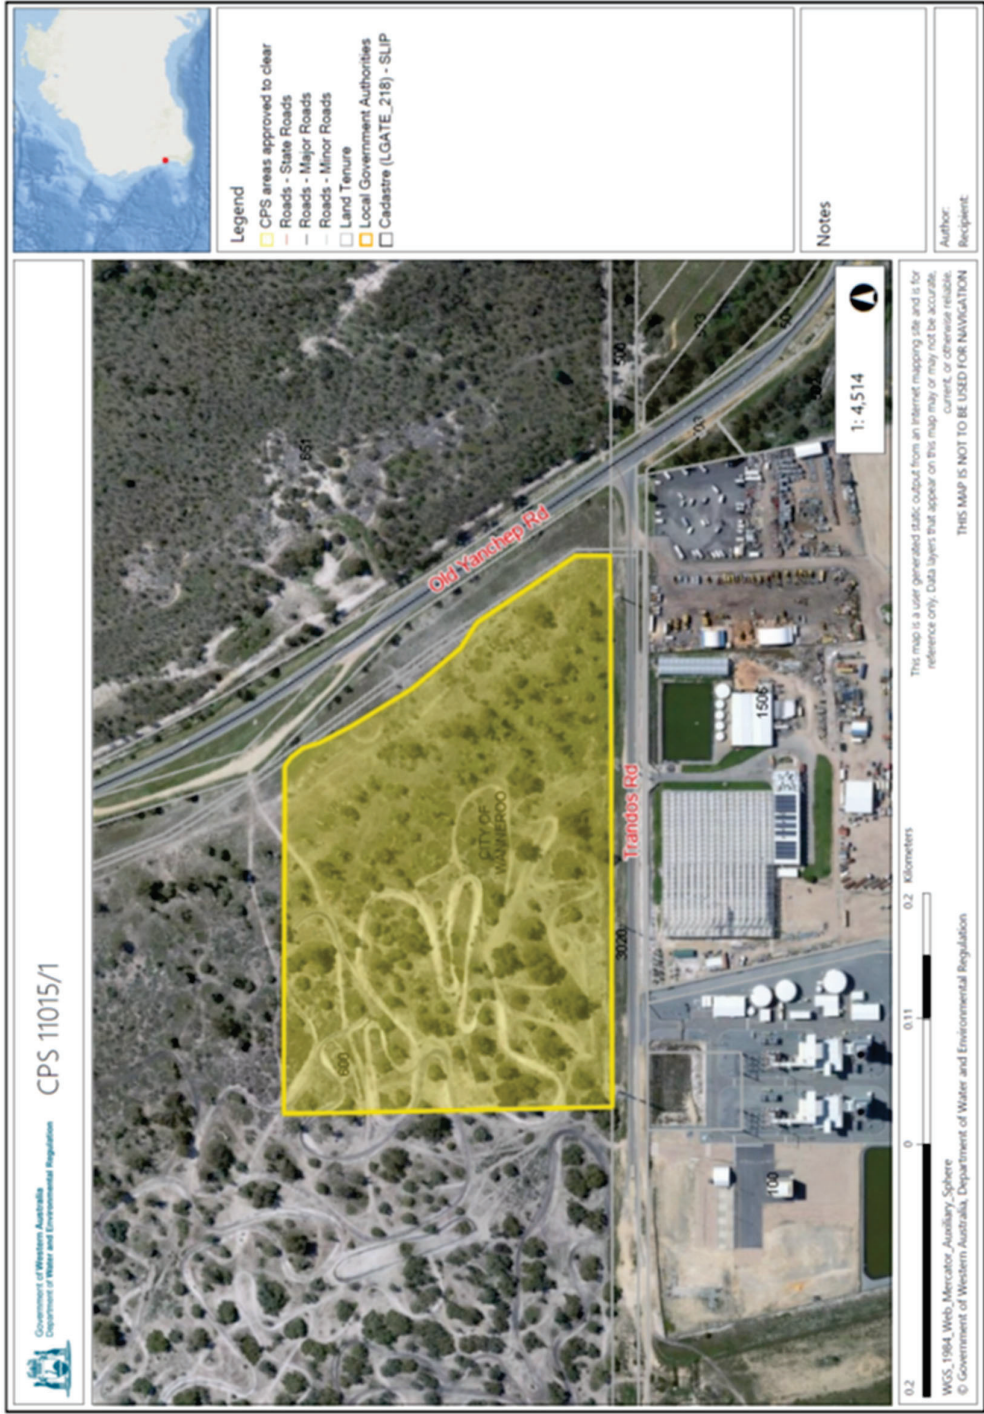 Government of Western Australia
Department of Water and Environmental Regulation
CPS 11015/1
Legend
CPS areas approved to clear
Roads - State Roads
Roads - Major Roads
Roads - Minor Roads
Land Tenure
Local Government Authorities
Cadastre (LGATE_218) - SLIP
Notes
Author:
Recipient:
651
Old Yanchep Rd
CITY OF
WANNEROO
600
3020
Trandos Rd
1505
100
1: 4,514
0.2
0
0.11
0.2
Kilometers
WGS_1984_Web_Mercator_Auxiliary_Sphere
© Government of Western Australia, Department of Water and Environmental Regulation
This map is a user generated static output from an Internet mapping site and is for
reference only. Data layers that appear on this map may or may not be accurate,
current, or otherwise reliable.
THIS MAP IS NOT TO BE USED FOR NAVIGATION